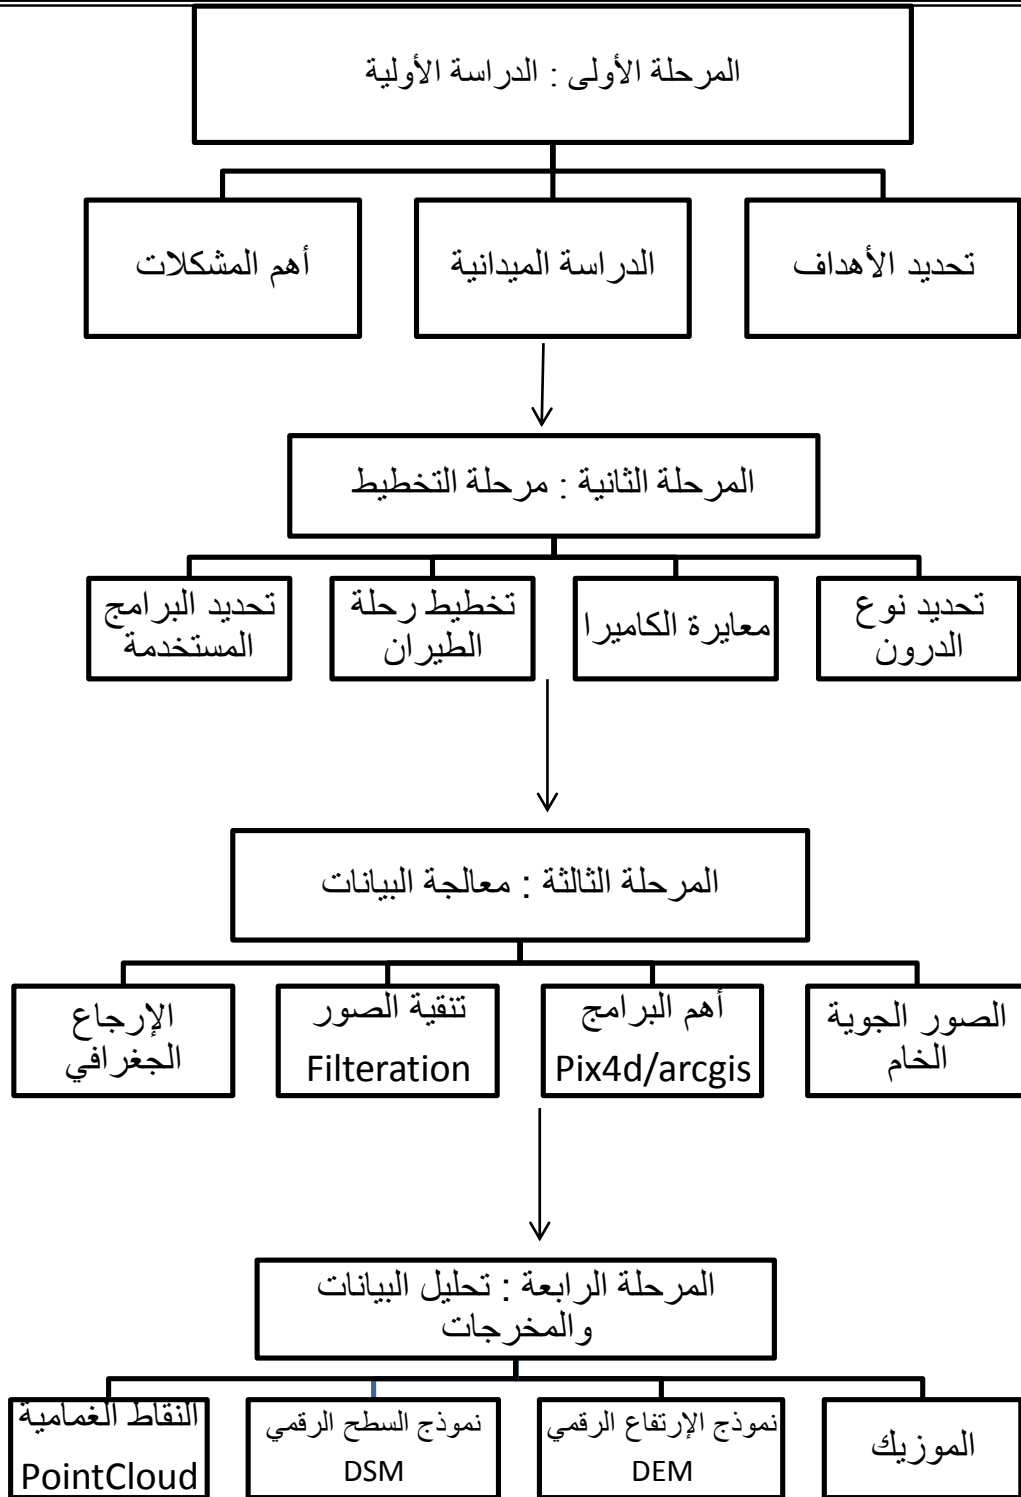 المرحلة الأولى : الدراسة الأولية
تحديد الأهداف
الدراسة الميدانية
أهم المشكلات
المرحلة الثانية : مرحلة التخطيط
تحديد نوع
الدرون
معايرة الكاميرا
تخطيط رحلة
الطيران
تحديد البرامج
المستخدمة
المرحلة الثالثة : معالجة البيانات
الصور الجوية
الخام
أهم البرامج
Pix4d/arcgis
تنقية الصور
Filteration
الإرجاع
الجغرافي
المرحلة الرابعة : تحليل البيانات
والمخرجات
الموزيك
نموذج الإرتفاع الرقمي
DEM
نموذج السطح الرقمي
DSM
النقاط الغمامية
PointCloud